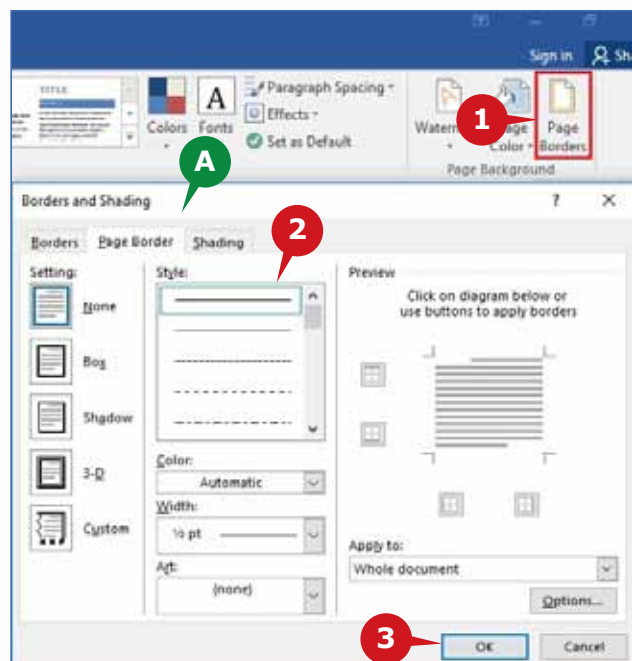 Sign in Sh
TITLE
Paragraph Spacing
Effects
Set as Default
Colors Fonts
Page
Borders
Color
1
Page Background
A
Borders and Shading ? ×
Borders Page Border Shading
2
Setting: Style: Preview
None
Click on diagram below or
use buttons to apply borders
Box
Shadow
3-D
Custom
Color:
Automatic
Width:
½ pt
Art:
(none)
Apply to:
Whole document
Options...
3
OK Cancel